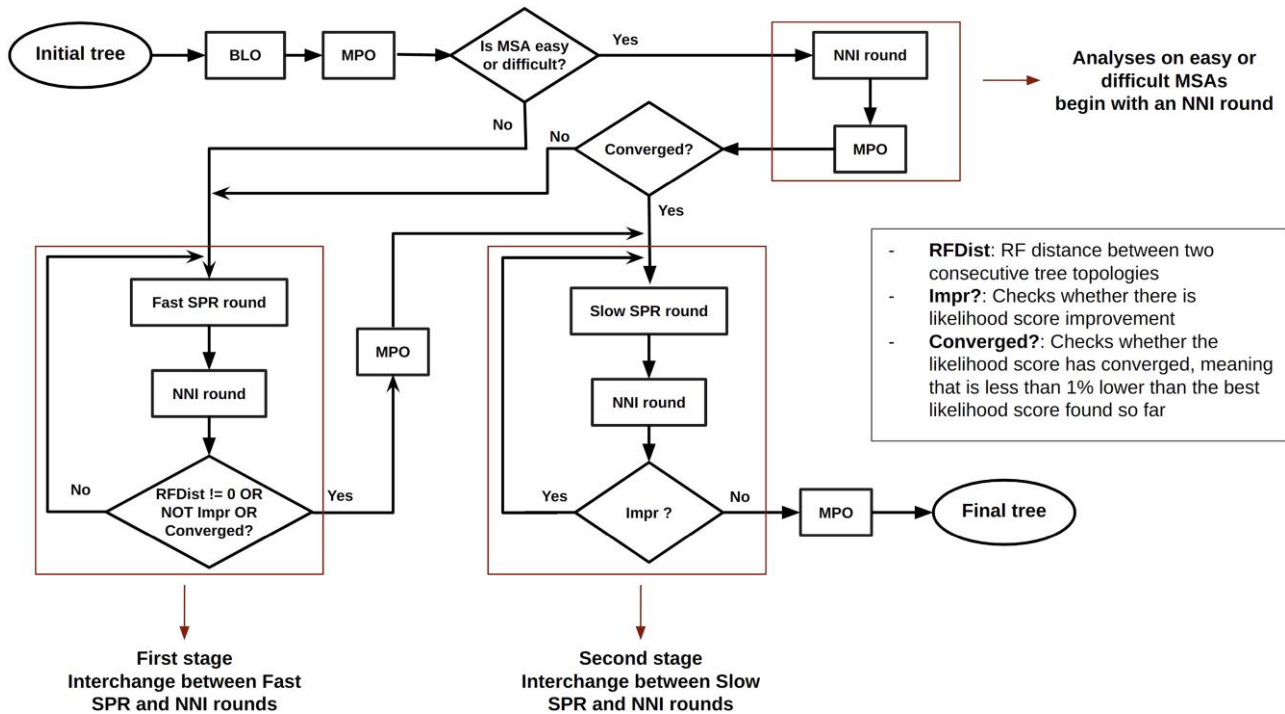 Initial tree
BLO
MPO
Is MSA easy
or difficult?
Yes
NNI round
MPO
Analyses on easy or
difficult MSAs
begin with an NNI round
No
No
Converged?
Yes
Fast SPR round
NNI round
RFDist != 0 OR
NOT Impr OR
Converged?
No
Yes
MPO
Slow SPR round
NNI round
Impr ?
Yes
No
MPO
Final tree
- RFDist: RF distance between two
consecutive tree topologies
- Impr?: Checks whether there is
likelihood score improvement
- Converged?: Checks whether the
likelihood score has converged, meaning
that is less than 1% lower than the best
likelihood score found so far
First stage
Interchange between Fast
SPR and NNI rounds
Second stage
Interchange between Slow
SPR and NNI rounds